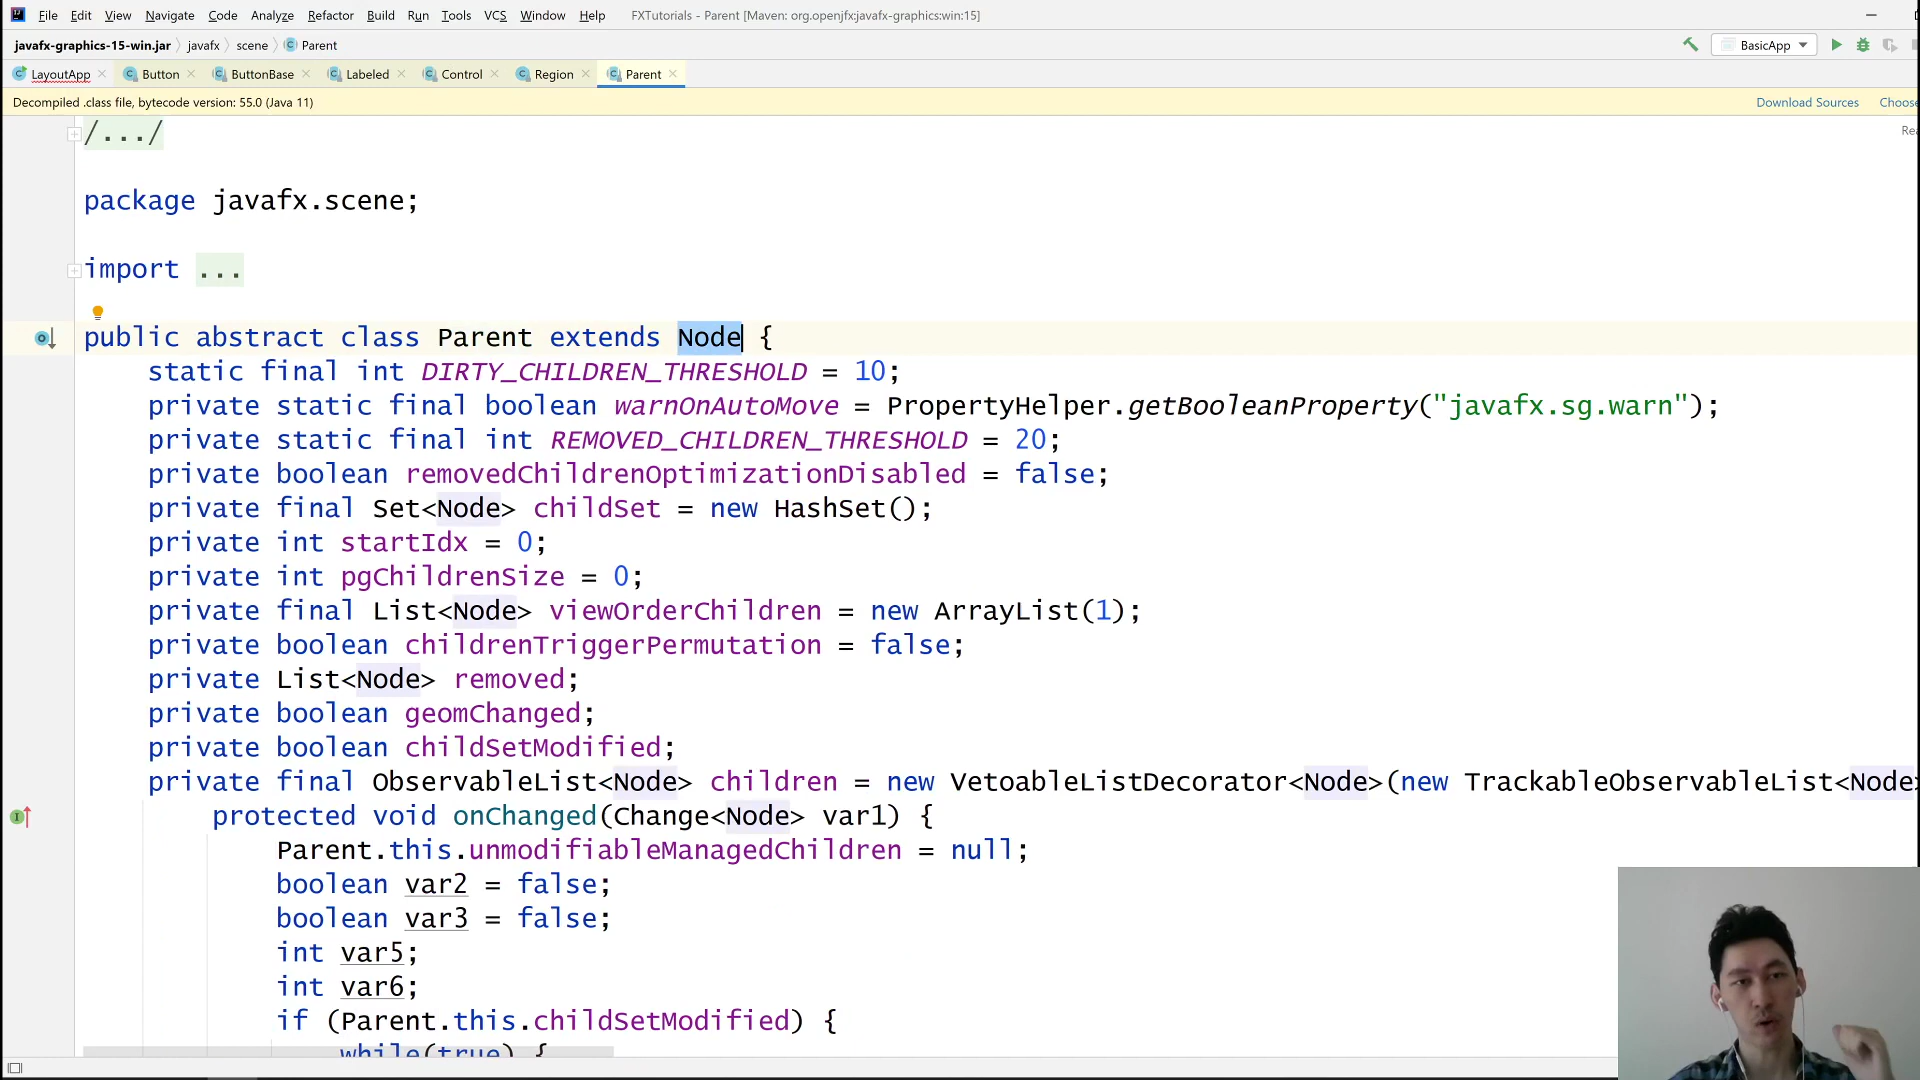 File Edit View Navigate Code Analyze Refactor Build Run Tools VCS Window Help FXTutorials - Parent [Maven: org.openjfx:javafx-graphics:win:15]
javafx-graphics-15-win.jar javafx scene Parent BasicApp
LayoutApp Button ButtonBase Labeled Control Region Parent
Decompiled .class file, bytecode version: 55.0 (Java 11) Download Sources Choose
/.../
package javafx.scene;
import ...
public abstract class Parent extends Node {
static final int DIRTY_CHILDREN_THRESHOLD = 10;
private static final boolean warnOnAutoMove = PropertyHelper.getBooleanProperty("javafx.sg.warn");
private static final int REMOVED_CHILDREN_THRESHOLD = 20;
private boolean removedChildrenOptimizationDisabled = false;
private final Set<Node> childSet = new HashSet();
private int startIdx = 0;
private int pgChildrenSize = 0;
private final List<Node> viewOrderChildren = new ArrayList(1);
private boolean childrenTriggerPermutation = false;
private List<Node> removed;
private boolean geomChanged;
private boolean childSetModified;
private final ObservableList<Node> children = new VetoableListDecorator<Node>(new TrackableObservableList<Node>
protected void onChanged(Change<Node> var1) {
Parent.this.unmodifiableManagedChildren = null;
boolean var2 = false;
boolean var3 = false;
int var5;
int var6;
if (Parent.this.childSetModified) {
while(true) {